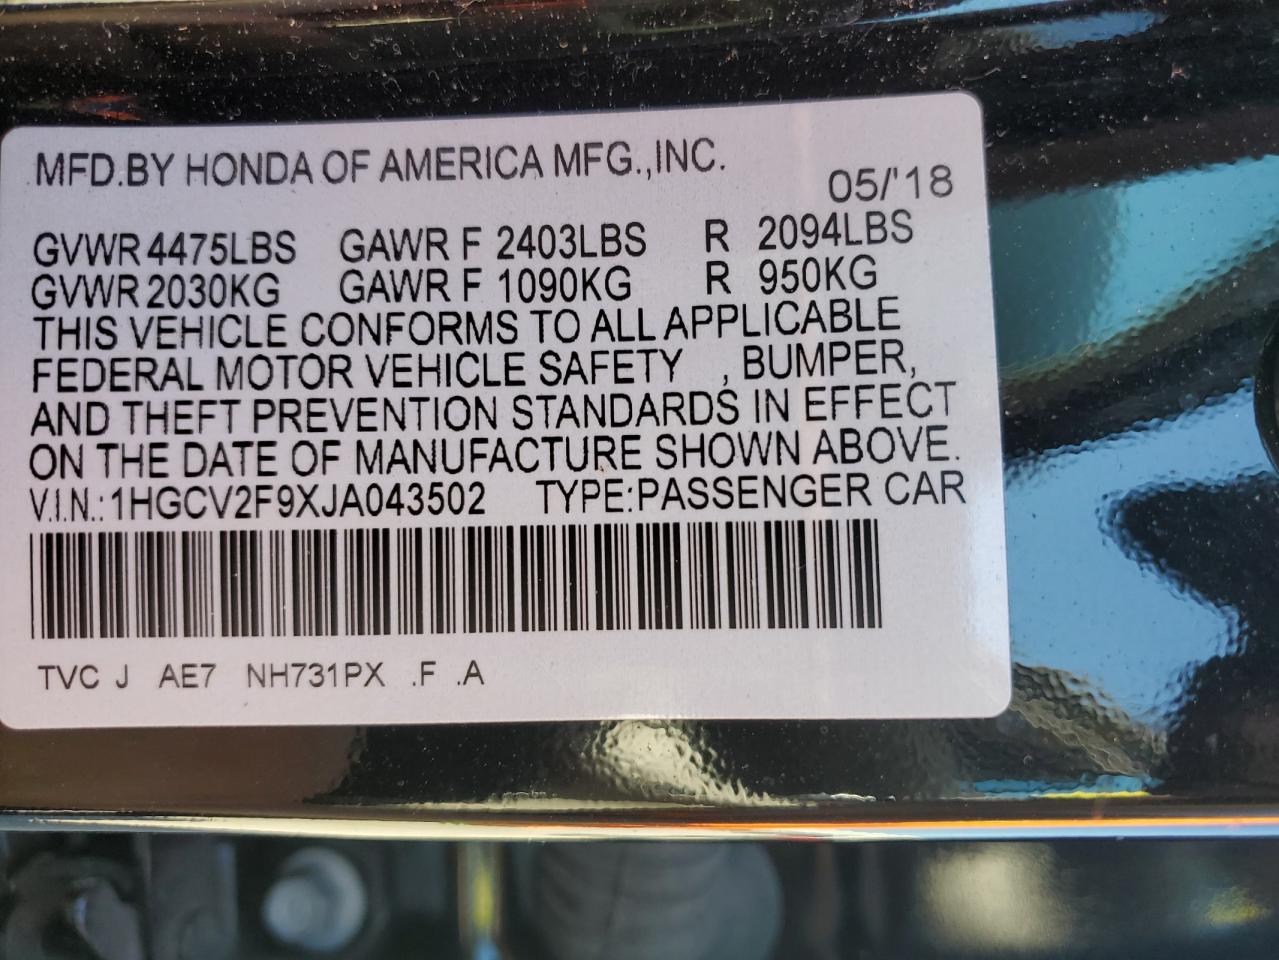 MFD.BY HONDA OF AMERICA MFG.,INC.
05/'18
GVWR 4475LBS GAWR F 2403LBS R 2094LBS
GVWR 2030KG GAWR F 1090KG R 950KG
THIS VEHICLE CONFORMS TO ALL APPLICABLE
FEDERAL MOTOR VEHICLE SAFETY , BUMPER,
AND THEFT PREVENTION STANDARDS IN EFFECT
ON THE DATE OF MANUFACTURE SHOWN ABOVE.
V.I.N.:1HGCV2F9XJA043502 TYPE:PASSENGER CAR
TVC J AE7 NH731PX .F .A